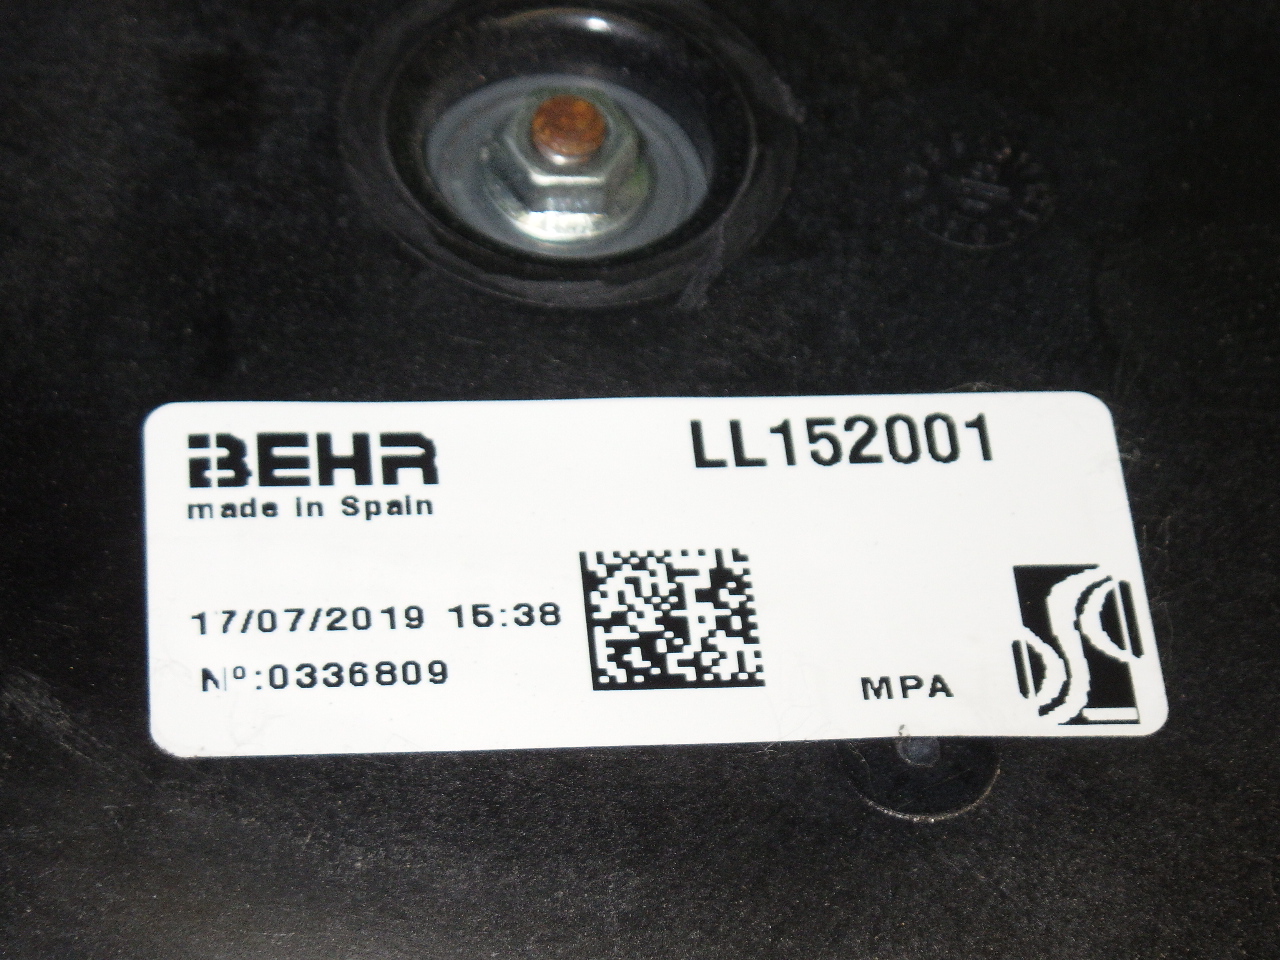 BEHR
LL152001
made in Spain
17/07/2019 15:38
Nº:0336809
MPA